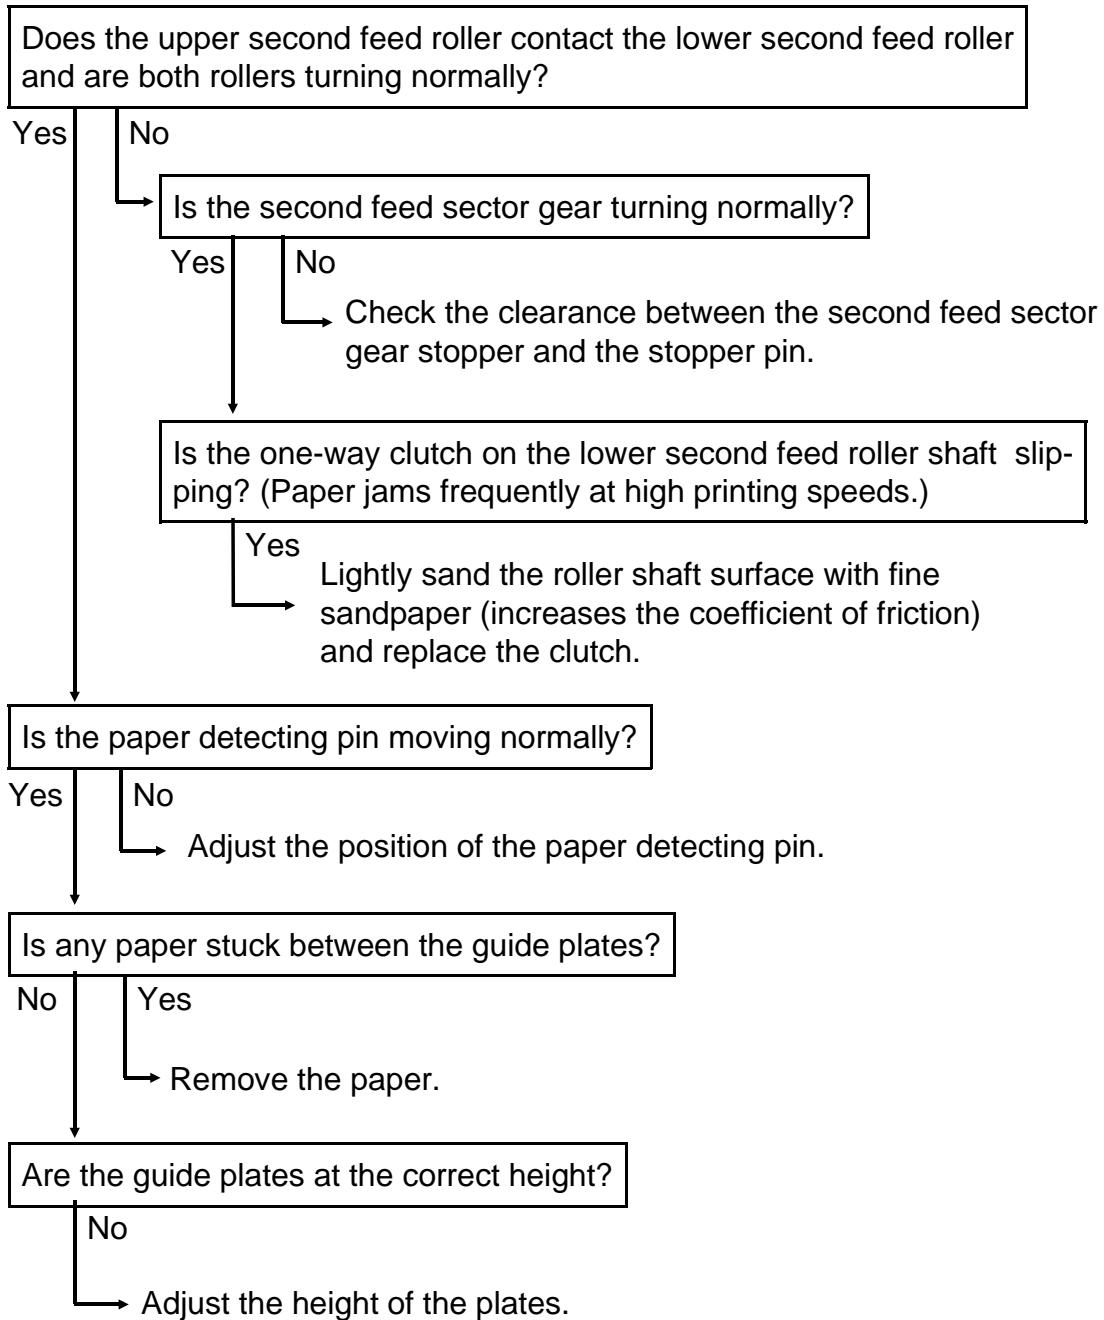 Does the upper second feed roller contact the lower second feed roller
and are both rollers turning normally?
Yes
No
Is the second feed sector gear turning normally?
Yes
No
Check the clearance between the second feed sector
gear stopper and the stopper pin.
Is the one-way clutch on the lower second feed roller shaft slip-
ping? (Paper jams frequently at high printing speeds.)
Yes
Lightly sand the roller shaft surface with fine
sandpaper (increases the coefficient of friction)
and replace the clutch.
Is the paper detecting pin moving normally?
Yes
No
Adjust the position of the paper detecting pin.
Is any paper stuck between the guide plates?
No
Yes
Remove the paper.
Are the guide plates at the correct height?
No
Adjust the height of the plates.